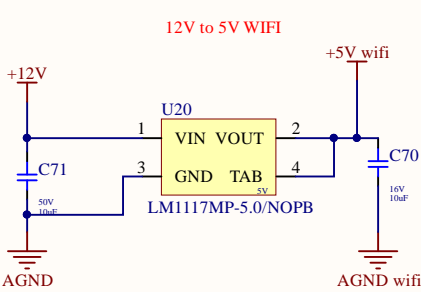 12V to 5V WIFI
+5V wifi
+12V
U20
1 VIN VOUT 2
C71
C70
3 GND TAB 4
5V
16V
10uF
50V
10uF
LM1117MP-5.0/NOPB
AGND
AGND wifi